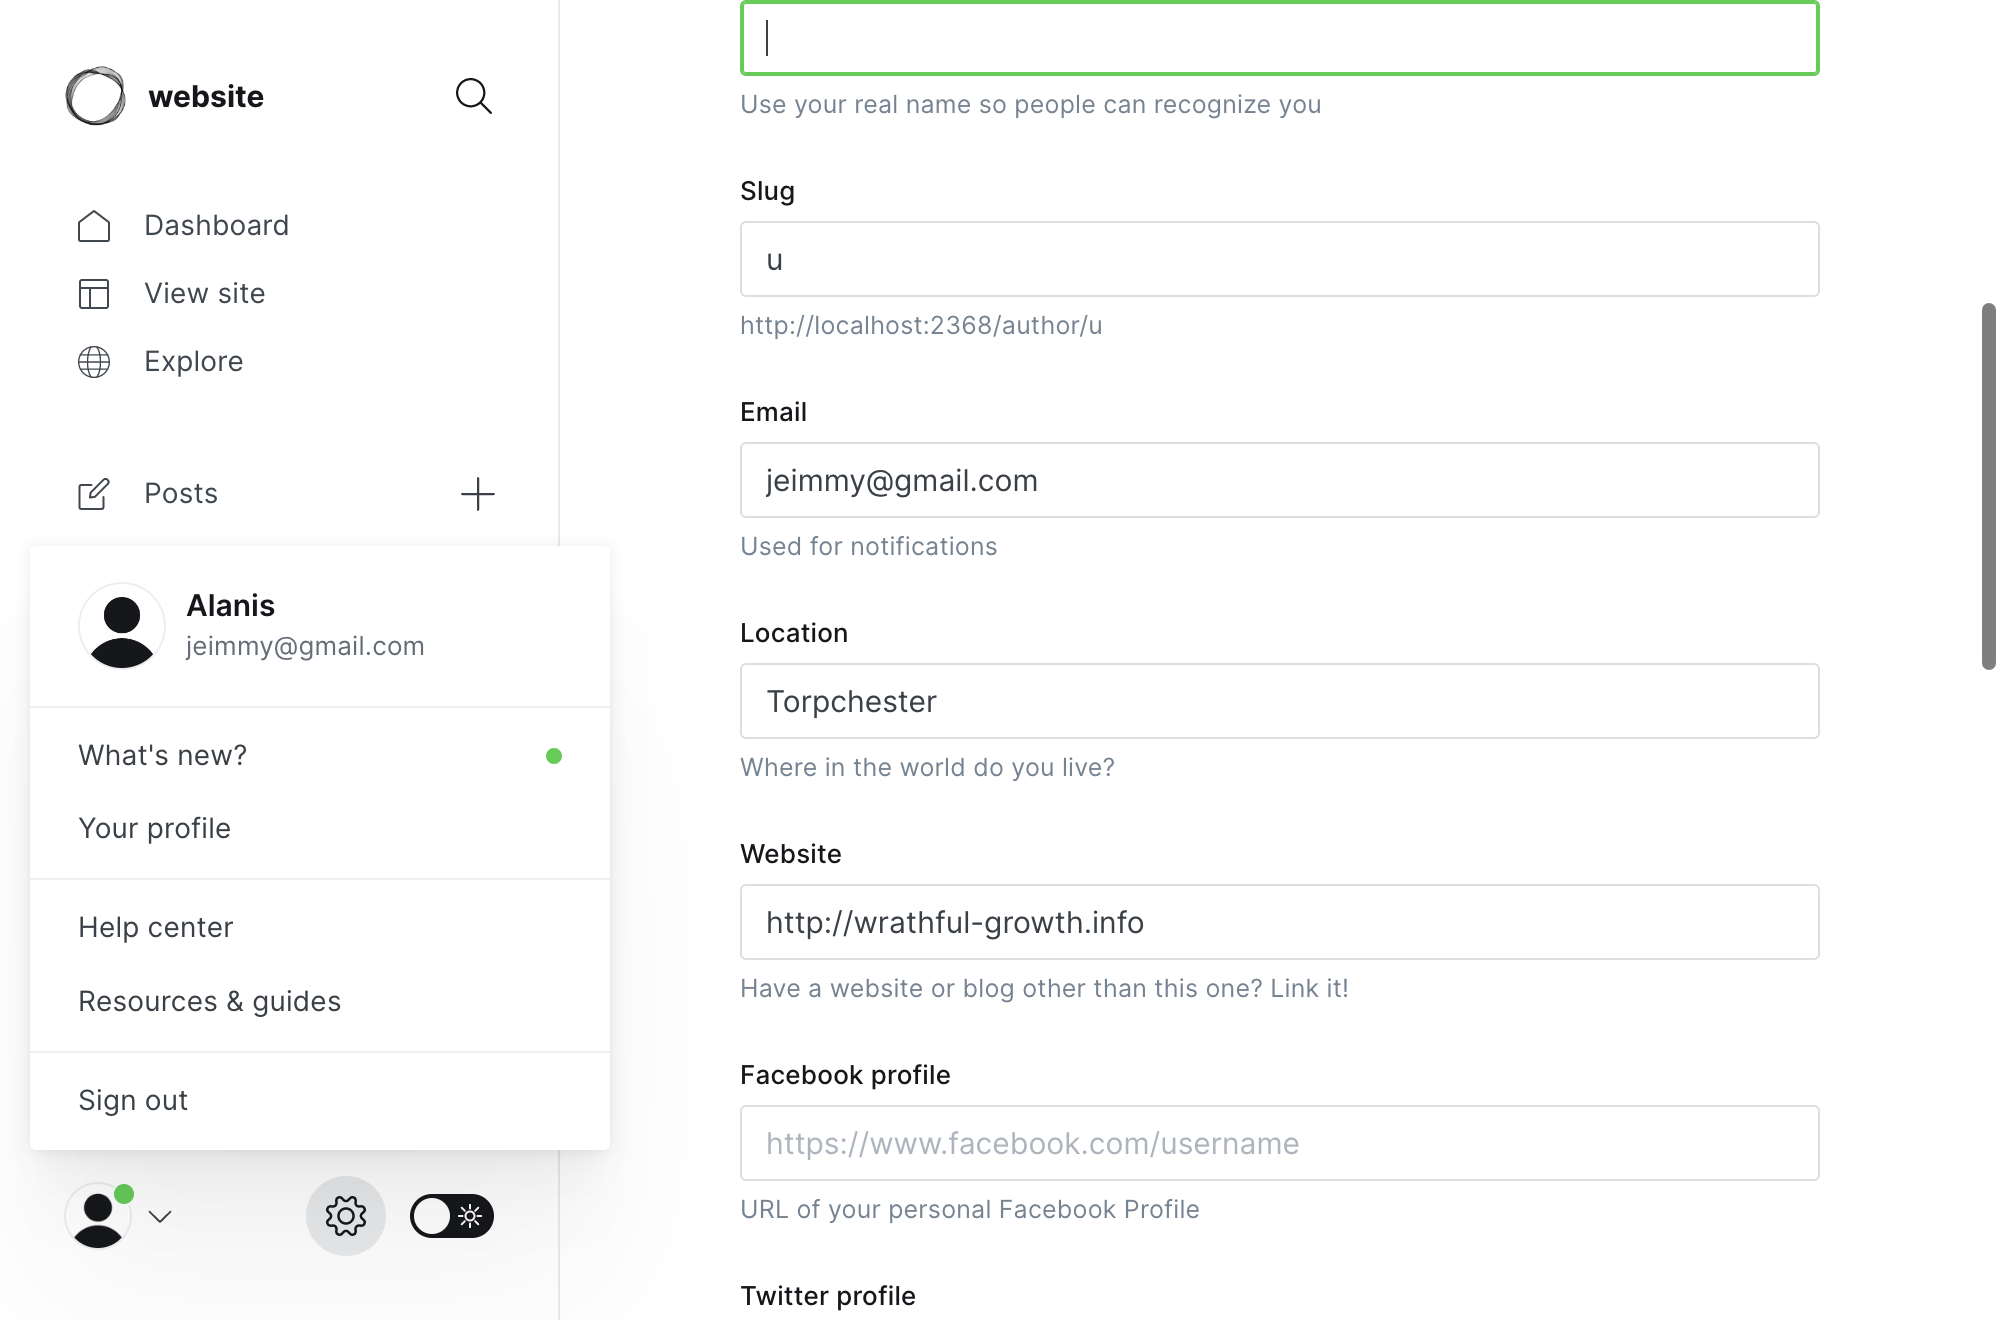 website
Dashboard
View site
Explore
Posts
Alanis
jeimmy@gmail.com
What's new?
Your profile
Help center
Resources & guides
Sign out
Use your real name so people can recognize you
Slug
u
http://localhost:2368/author/u
Email
jeimmy@gmail.com
Used for notifications
Location
Torpchester
Where in the world do you live?
Website
http://wrathful-growth.info
Have a website or blog other than this one? Link it!
Facebook profile
https://www.facebook.com/username
URL of your personal Facebook Profile
Twitter profile